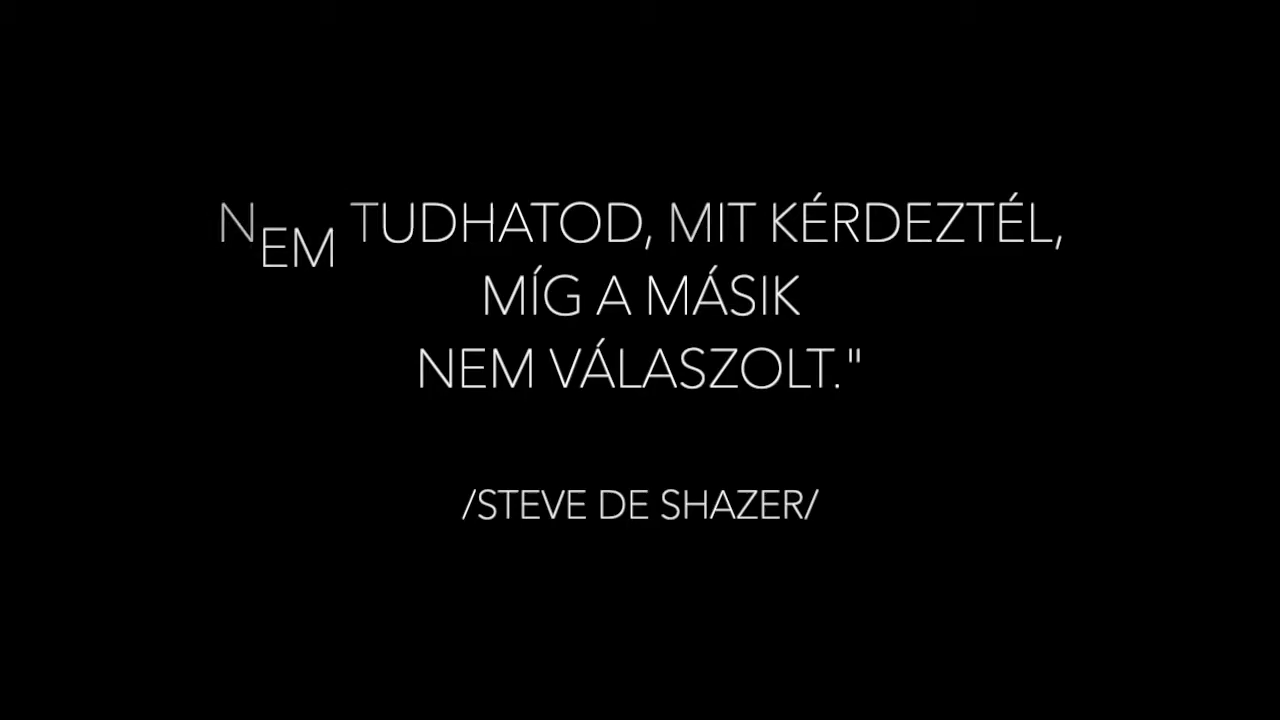 NEM TUDHATOD, MIT KÉRDEZTÉL,
MÍG A MÁSIK
NEM VÁLASZOLT."
/STEVE DE SHAZER/